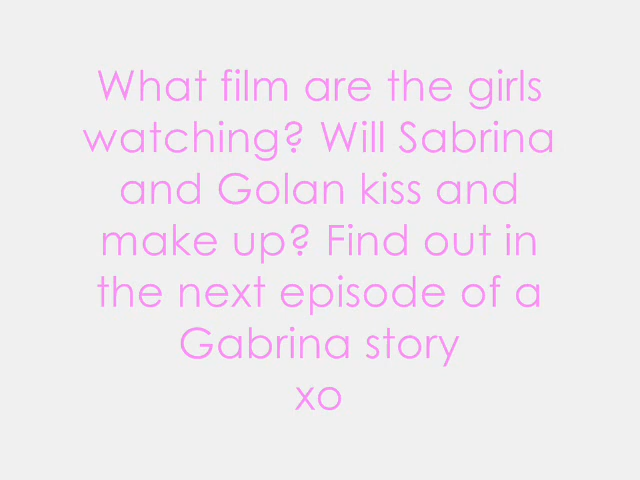 What film are the girls
watching? Will Sabrina
and Golan kiss and
make up? Find out in
the next episode of a
Gabrina story
xo